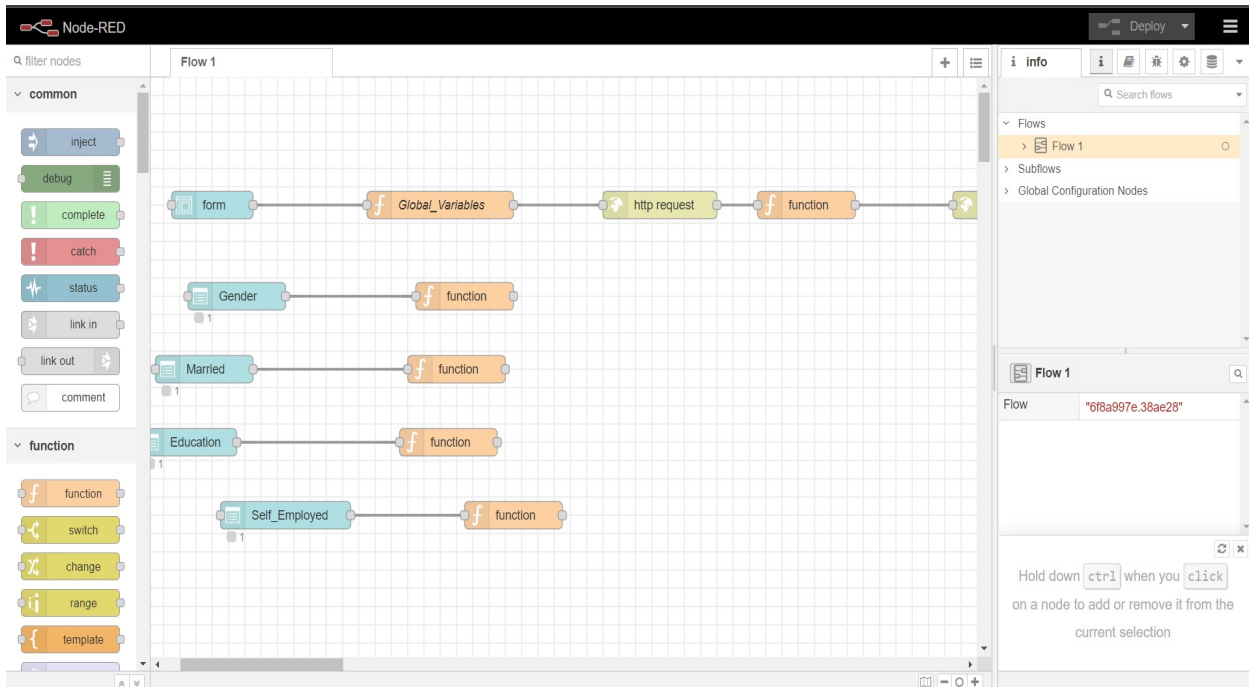 Node-RED
Deploy
filter nodes
Flow 1
i info
i
Search flows
common
inject
debug
complete
catch
status
link in
link out
comment
function
function
switch
change
range
template
form
Global_Variables
http request
function
Gender
function
1
Married
function
1
Education
function
1
Self_Employed
function
1
Flows
Flow 1
Subflows
Global Configuration Nodes
Flow 1
Flow "6f8a997e.38ae28"
Hold down ctrl when you click
on a node to add or remove it from the
current selection